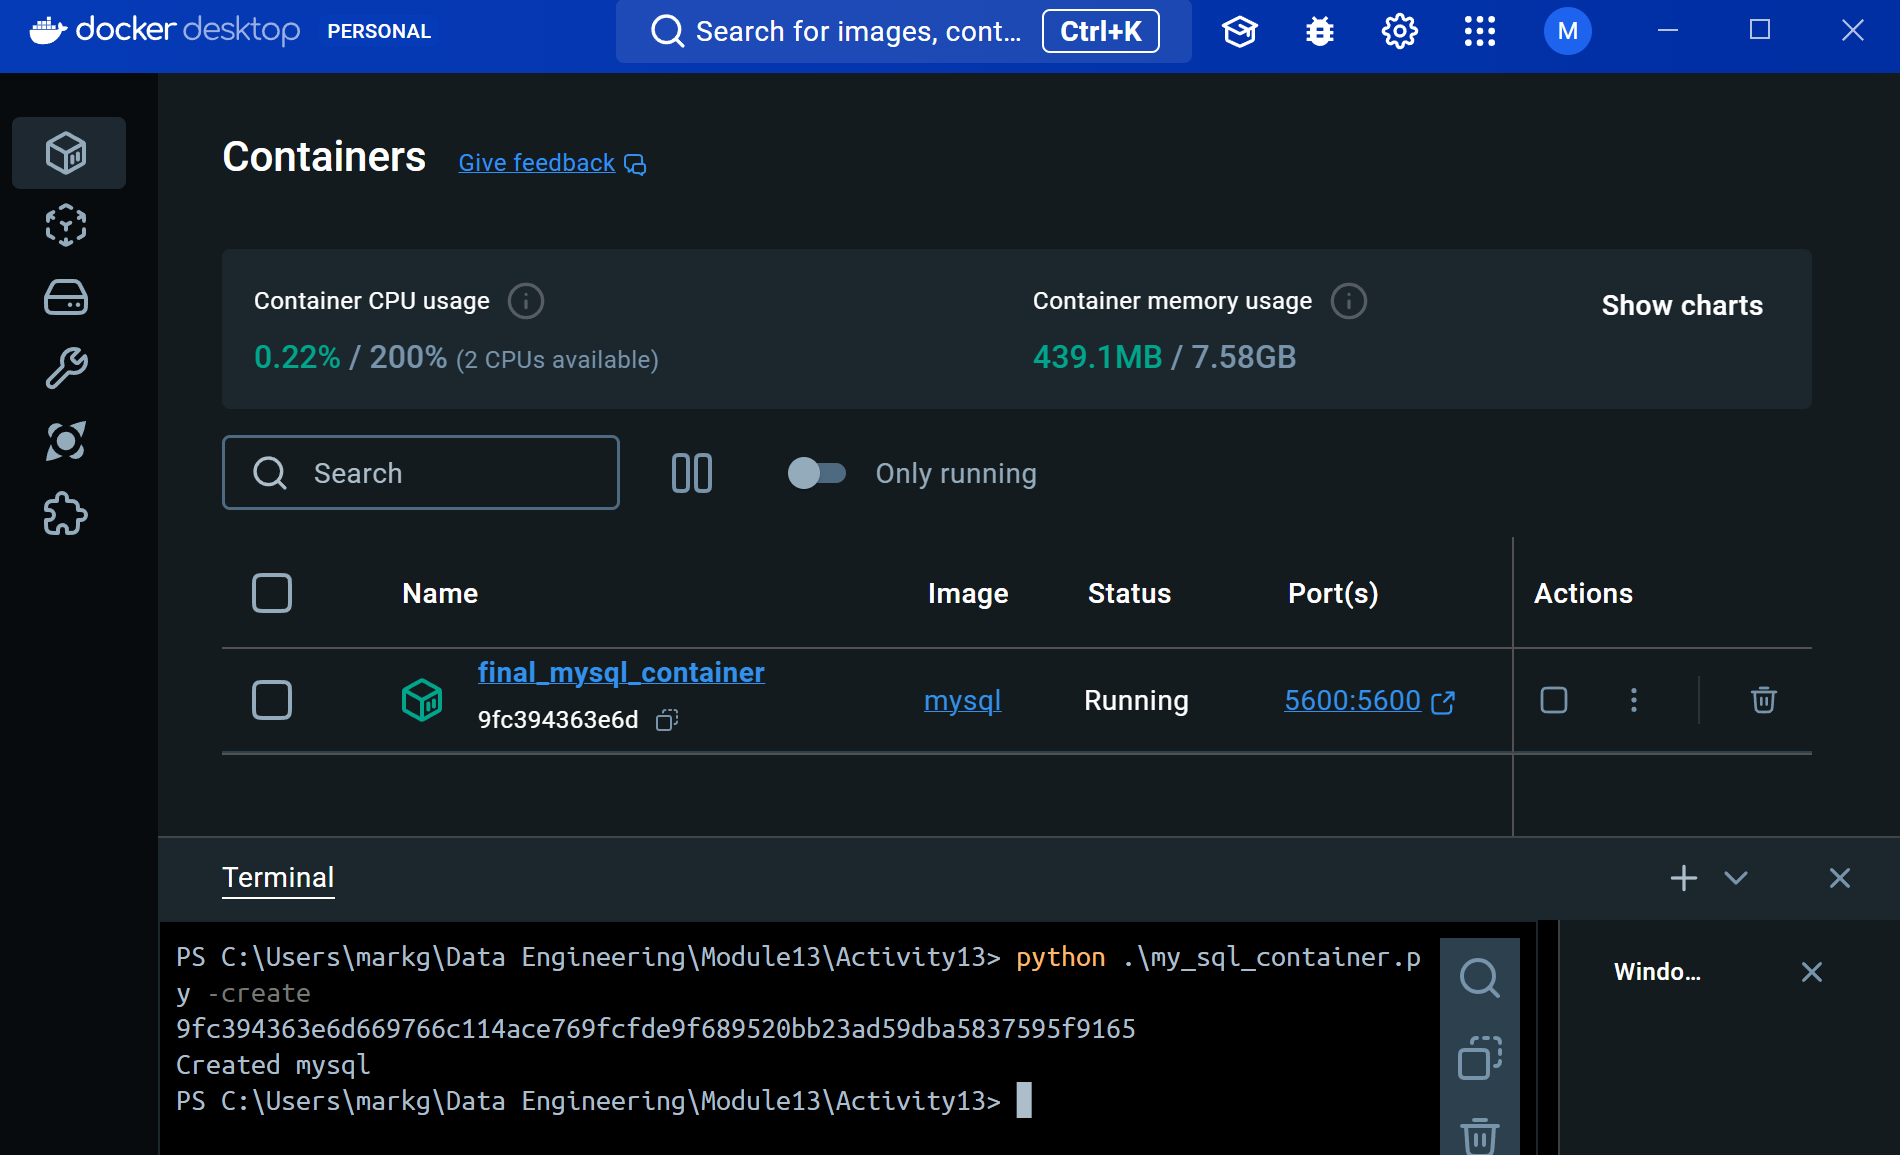 docker desktop PERSONAL
Search for images, cont... Ctrl+K
M
Containers Give feedback
Container CPU usage
0.22% / 200% (2 CPUs available)
Container memory usage
439.1MB / 7.58GB
Show charts
Search
Only running
Name Image Status Port(s) Actions
final_mysql_container
9fc394363e6d
mysql Running 5600:5600
Terminal
PS C:\Users\markg\Data Engineering\Module13\Activity13> python .\my_sql_container.p
y -create
9fc394363e6d669766c114ace769fcfde9f689520bb23ad59dba5837595f9165
Created mysql
PS C:\Users\markg\Data Engineering\Module13\Activity13>
Windo...